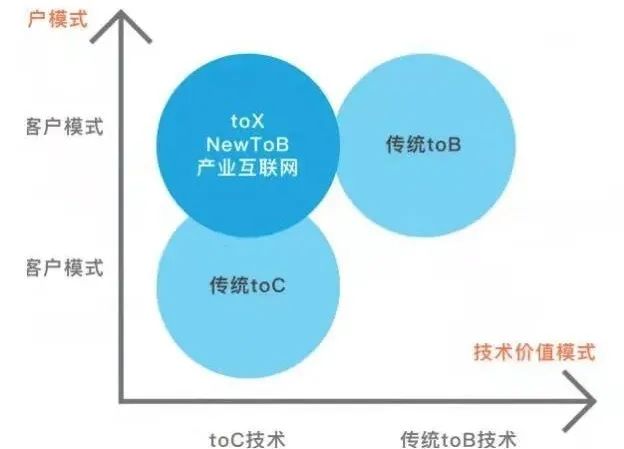 户模式
客户模式
toX
NewToB
产业互联网
传统toB
客户模式
传统toC
技术价值模式
toC技术
传统toB技术